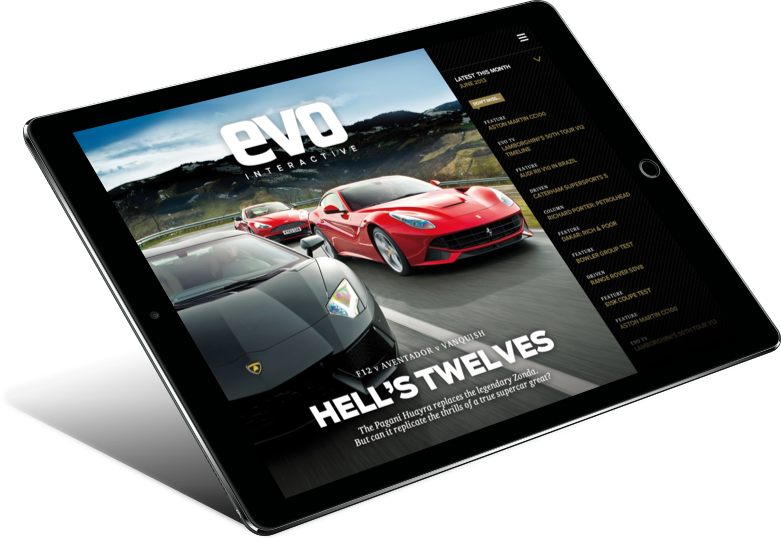 evo
INTERACTIVE
F12 v AVENTADOR v VANQUISH
HELL'S TWELVES
The Pagani Huayra replaces the legendary Zonda.
But can it replicate the thrills of a true supercar great?
LATEST THIS MONTH
JUNE 2013
DON'T MISS...
FEATURE
ASTON MARTIN CC100
EVO TV
LAMBORGHINI'S 50TH TOUR V12
TIMELINE
FEATURE
AUDI R8 V10 IN BRAZIL
DRIVEN
CATERHAM SUPERSPORTS
COLUMN
RICHARD PORTER: PETROLHEAD
FEATURE
DAKAR: RICH & POOR
FEATURE
BOWLER GROUP TEST
DRIVEN
RANGE ROVER SDV8
FEATURE
COUPE TEST
FEATURE
ASTON MARTIN CC100
EVO TV
LAMBORGHINI'S 50TH TOUR V12